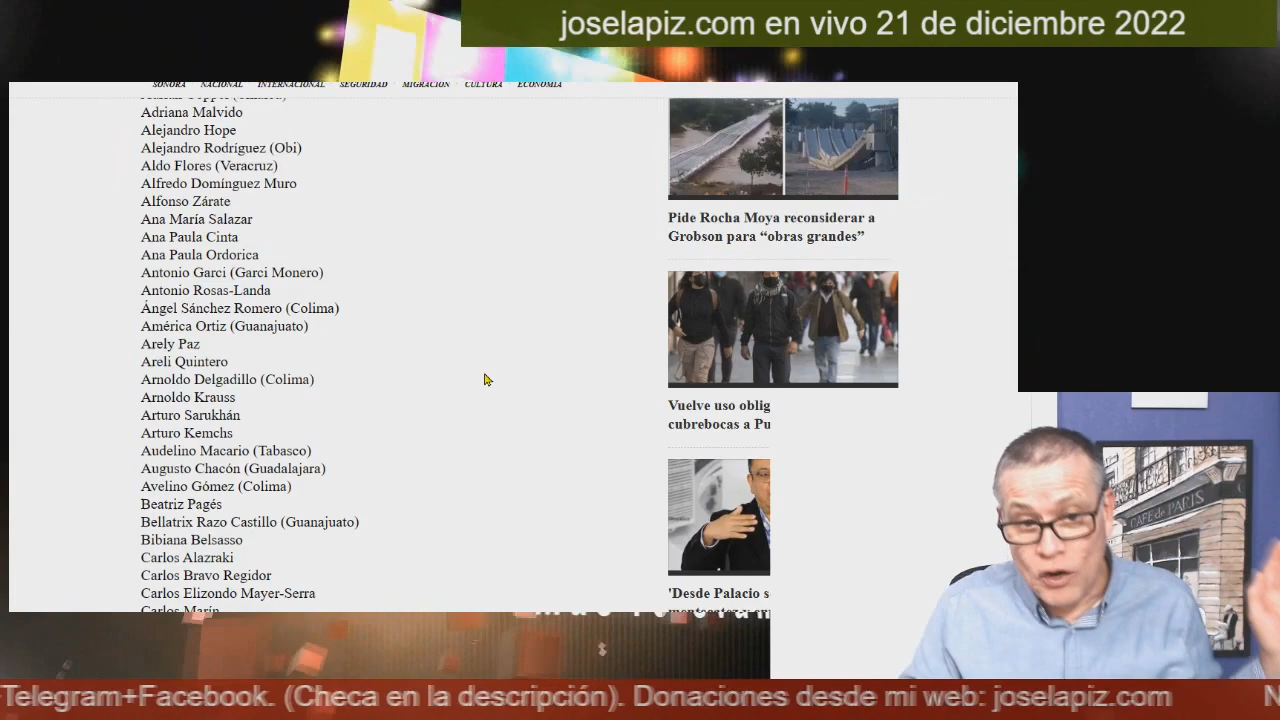 joselapiz.com en vivo 21 de diciembre 2022
SONORA NACIONAL INTERNACIONAL SEGURIDAD MIGRACIÓN CULTURA ECONOMÍA
Adriana Malvido
Alejandro Hope
Alejandro Rodríguez (Obi)
Aldo Flores (Veracruz)
Alfredo Domínguez Muro
Alfonso Zárate
Ana María Salazar
Ana Paula Cinta
Ana Paula Ordorica
Antonio Garci (Garci Monero)
Antonio Rosas-Landa
Ángel Sánchez Romero (Colima)
América Ortiz (Guanajuato)
Arely Paz
Areli Quintero
Arnoldo Delgadillo (Colima)
Arnoldo Krauss
Arturo Sarukhán
Arturo Kemchs
Audelino Macario (Tabasco)
Augusto Chacón (Guadalajara)
Avelino Gómez (Colima)
Beatriz Pagés
Bellatrix Razo Castillo (Guanajuato)
Bibiana Belsasso
Carlos Alazraki
Carlos Bravo Regidor
Carlos Elizondo Mayer-Serra
Carlos Marín
Pide Rocha Moya reconsiderar a
Grobson para “obras grandes”
Vuelve uso oblig
cubrebocas a Pu
'Desde Palacio s
CAFE de PARIS
Telegram+Facebook. (Checa en la descripción). Donaciones desde mi web: joselapiz.com N